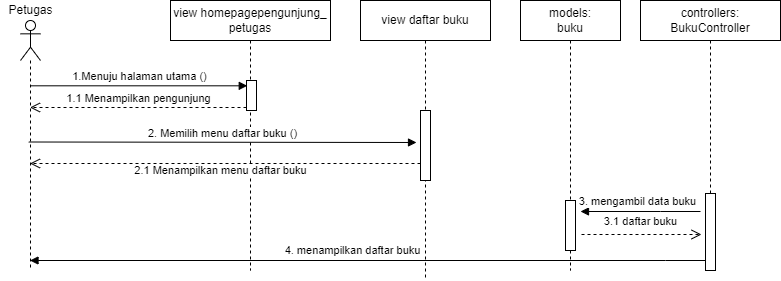 Petugas
view homepagepengunjung_
petugas
view daftar buku
models:
buku
controllers:
BukuController
1.Menuju halaman utama ()
1.1 Menampilkan pengunjung
2. Memilih menu daftar buku ()
2.1 Menampilkan menu daftar buku
3. mengambil data buku
3.1 daftar buku
4. menampilkan daftar buku